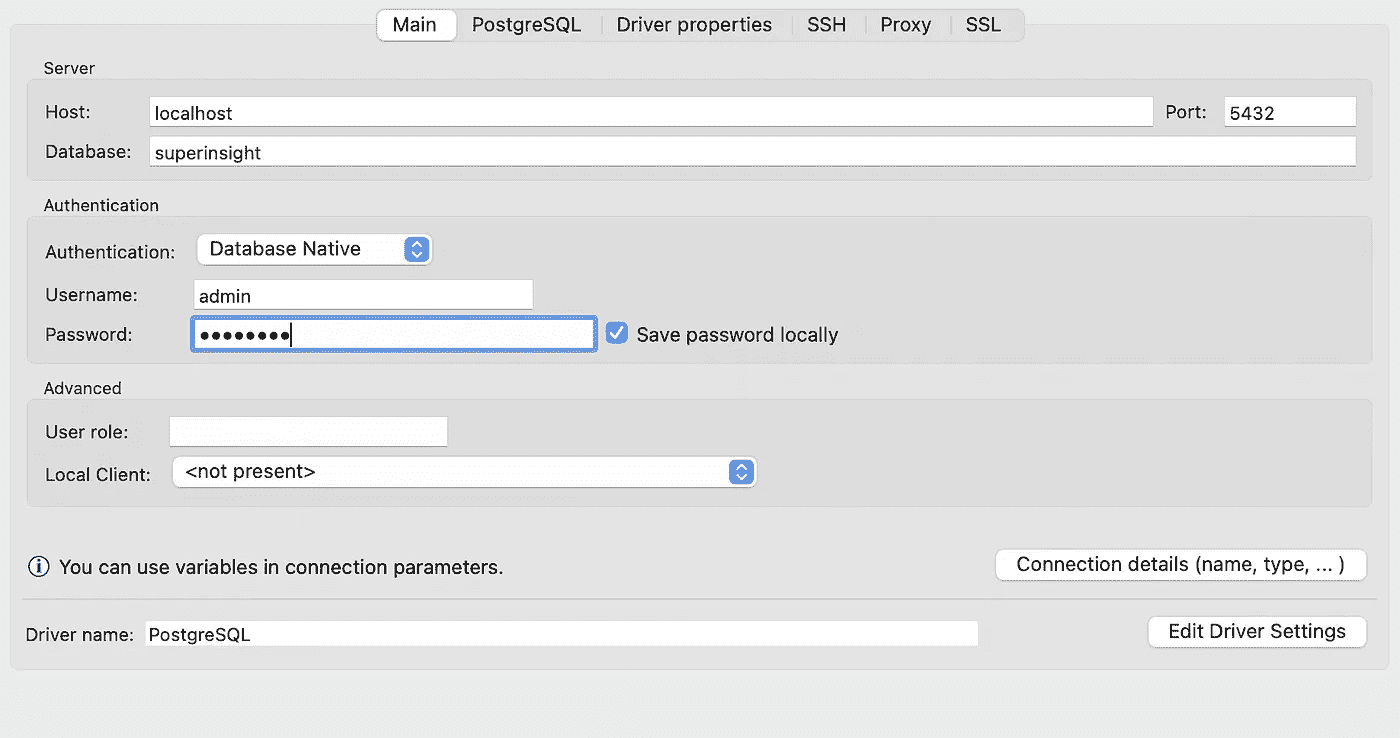 Main PostgreSQL Driver properties SSH Proxy SSL
Server
Host: localhost Port: 5432
Database: superinsight
Authentication
Authentication: Database Native
Username: admin
Password: ●●●●●●●● Save password locally
Advanced
User role:
Local Client: <not present>
You can use variables in connection parameters. Connection details (name, type, ... )
Driver name: PostgreSQL Edit Driver Settings